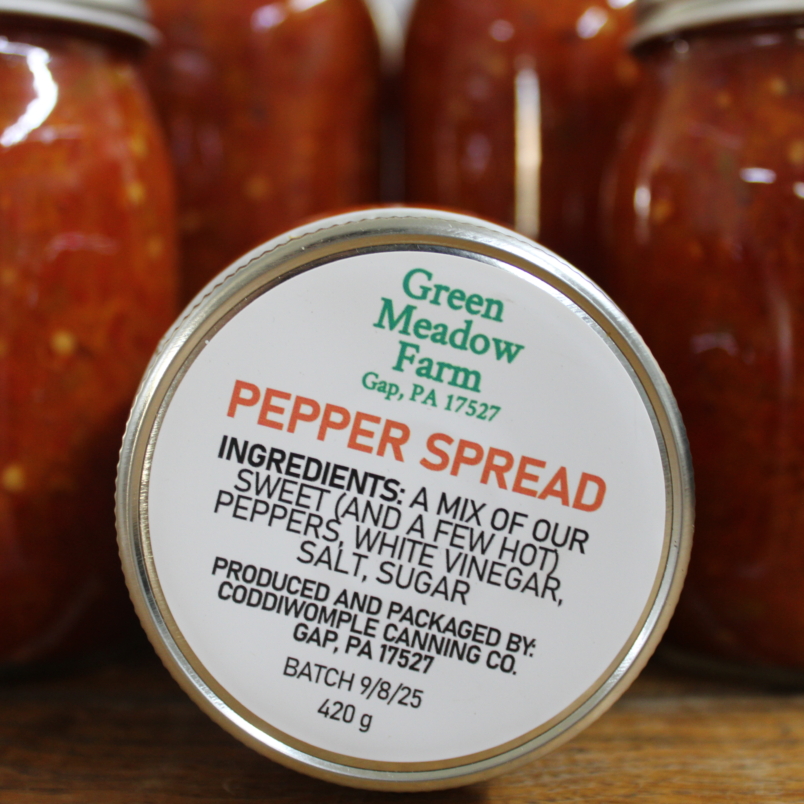 Green
Meadow
Farm
Gap, PA 17527
PEPPER SPREAD
INGREDIENTS: A MIX OF OUR
SWEET (AND A FEW HOT)
PEPPERS, WHITE VINEGAR,
SALT, SUGAR
PRODUCED AND PACKAGED BY:
CODDIWOMPLE CANNING CO.
GAP, PA 17527
BATCH 9/8/25
420 g